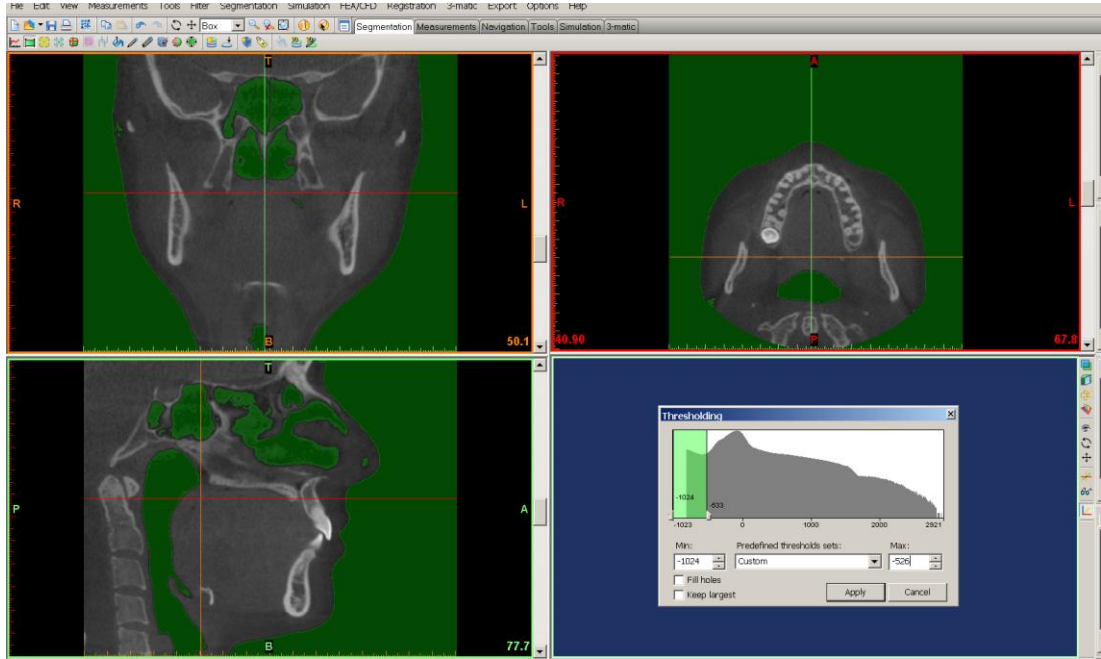 File Edit View Measurements Tools Filter Segmentation Simulation FEA/CFD Registration 3-matic Export Options Help
Box Segmentation Measurements Navigation Tools Simulation 3-matic
T
R
L
B
50.1
A
R
L
P
40.90
67.8
T
P
A
B
77.7
Thresholding
-1024
-533
-1023 0 1000 2000 2921
Min: Predefined thresholds sets: Max:
-1024 Custom -526
Fill holes
Keep largest
Apply Cancel